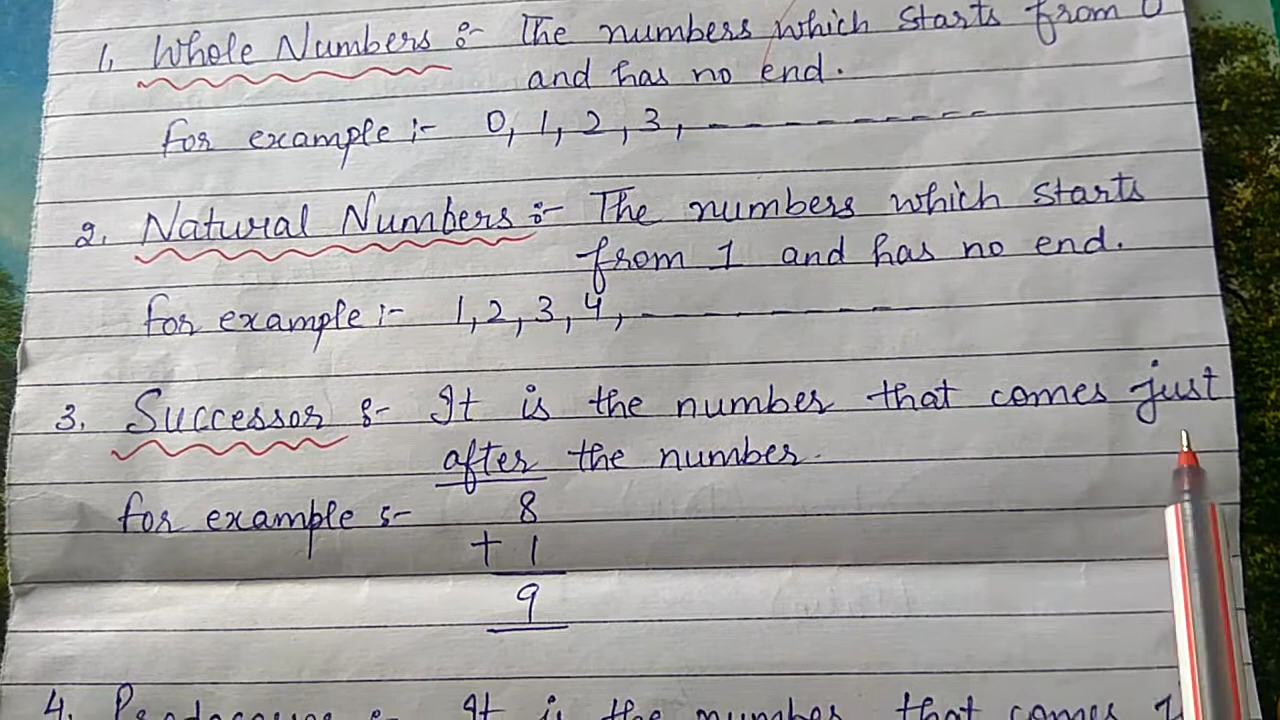 1. Whole Numbers :- The numbers which starts from 0
and has no end.
for example :- 0, 1, 2, 3, ----------
2. Natural Numbers :- The numbers which starts
from 1 and has no end.
for example :- 1, 2, 3, 4, ----------
3. Successor :- It is the number that comes just
after the number.
for example :- 8
+ 1
9
4. It is the number that comes